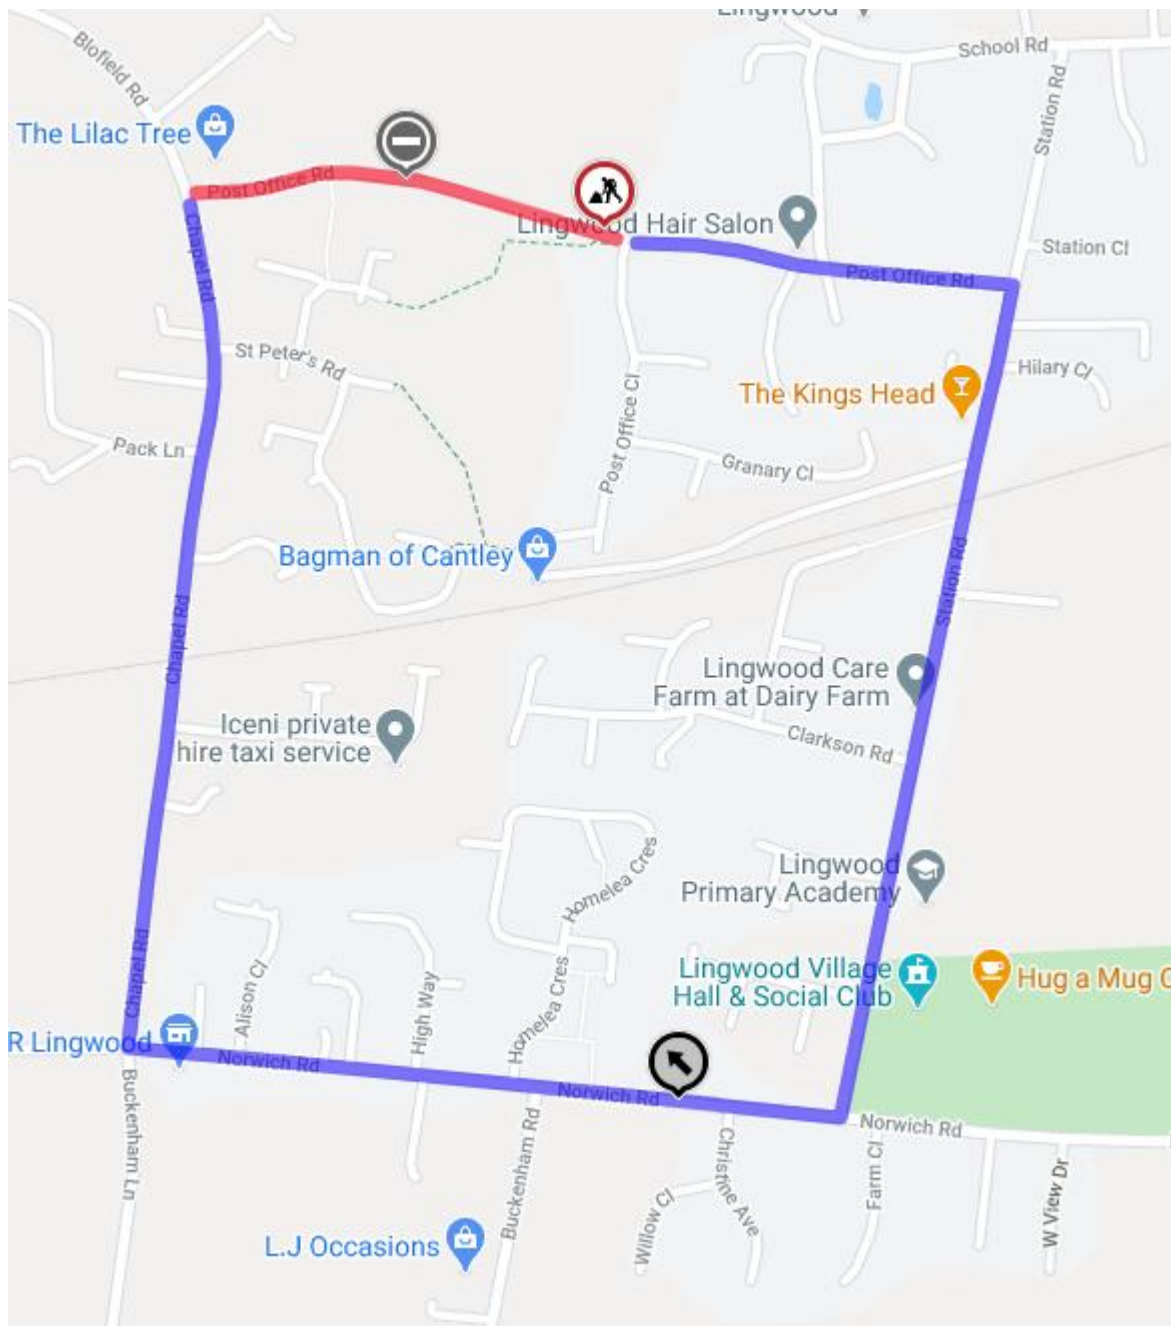 Lingwood
Blofield Rd
School Rd
Station Rd
The Lilac Tree
Post Office Rd
Lingwood Hair Salon
Chapel Rd
Post Office Rd
Station Cl
St Peter's Rd
Post Office Cl
The Kings Head
Hilary Cl
Pack Ln
Granary Cl
Bagman of Cantley
Station Rd
Chapel Rd
Lingwood Care
Farm at Dairy Farm
Iceni private
hire taxi service
Clarkson Rd
Homelea Cres
Lingwood
Primary Academy
Chapel Rd
Alison Cl
High Way
Homelea Cres
Lingwood Village
Hall & Social Club
Hug a Mug C
R Lingwood
Norwich Rd
Norwich Rd
Norwich Rd
Buckenham Ln
Buckenham Rd
Christine Ave
Willow Cl
Farm Cl
W View Dr
L.J Occasions